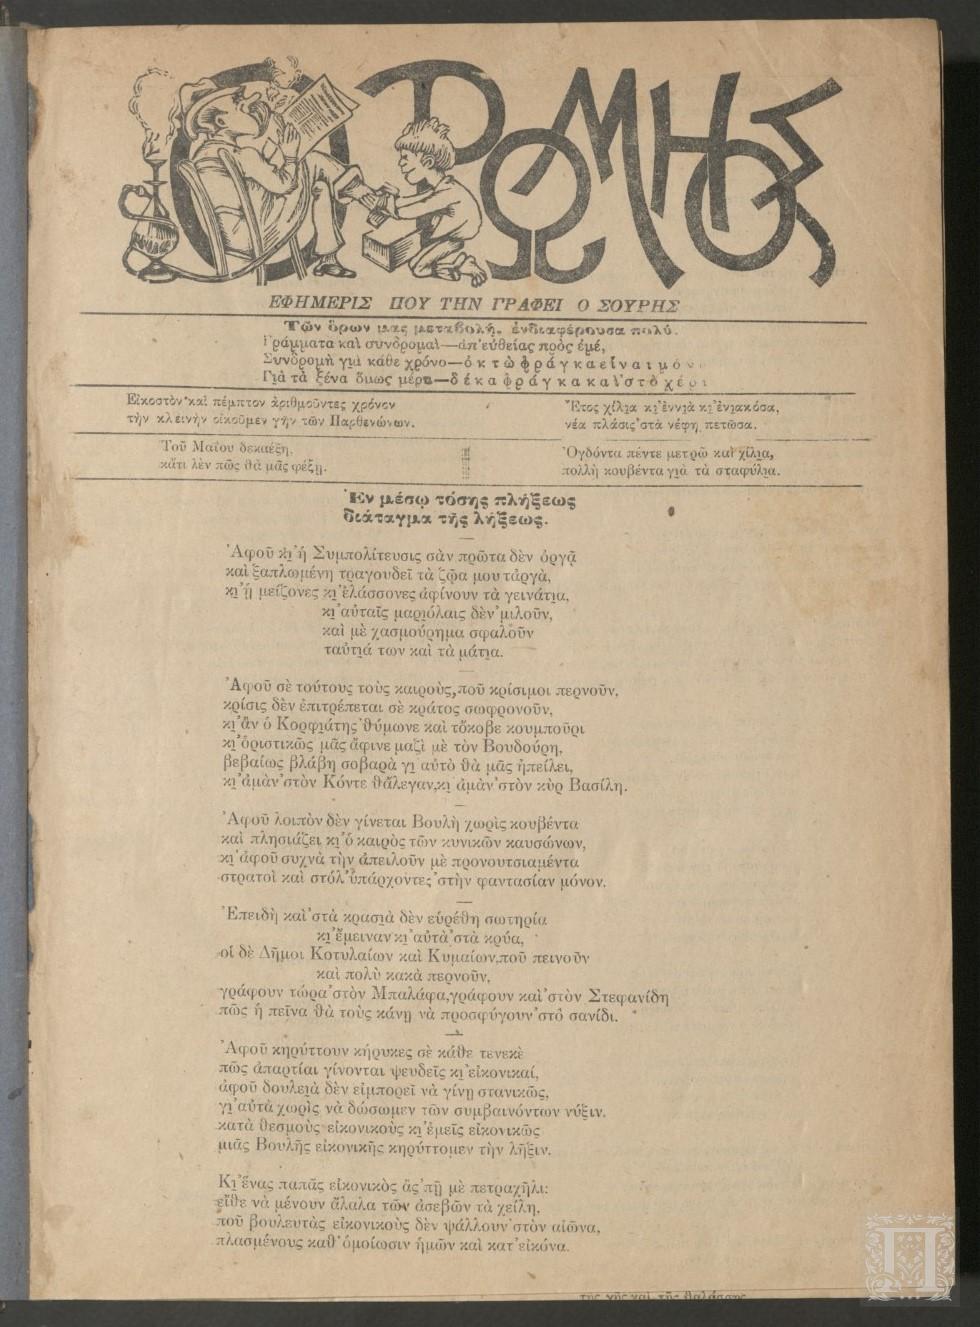 Ο ΡΩΜΗΟΣ
ΕΦΗΜΕΡΙΣ ΠΟΥ ΤΗΝ ΓΡΑΦΕΙ Ο ΣΟΥΡΗΣ
Τῶν ὅρων μας μεταβολή, ἐνδιαφέρουσα πολύ.
Γράμματα καὶ συνδρομαὶ—ἀπ'εὐθείας πρὸς ἐμέ,
Συνδρομὴ γιὰ κάθε χρόνο—ὀκτὼ φράγκα εἶναι μόνο
Γιὰ τὰ ξένα ὅμως μέρη—δέκα φράγκα καὶ 'στὸ χέρι
Εἰκοστὸν καὶ πέμπτον ἀριθμοῦντες χρόνον
τὴν κλεινὴν οἰκοῦμεν γῆν τῶν Παρθενώνων.
Ἔτος χίλια κι'ἐννιὰ κι'ἐνιακόσα,
νέα πλάσις 'στὰ νέφη πετῶσα.
Τοῦ Μαΐου δεκαέξη,
κάτι λὲν πῶς θὰ μᾶς φέξῃ.
Ὀγδόντα πέντε μετρῶ καὶ χίλια,
πολλὴ κουβέντα γιὰ τὰ σταφύλια.
Ἐν μέσῳ τόσης πλήξεως
διάταγμα τῆς λήξεως.
Ἀφοῦ κι'ἡ Συμπολίτευσις σὰν πρῶτα δὲν ὀργᾷ
καὶ ξαπλωμένη τραγουδεῖ τὰ ζῷα μου τἀργὰ,
κι'ᾑ μείζονες κι'ἐλάσσονες ἀφίνουν τὰ γεινάτια,
κι'αὐταῖς μαριόλαις δὲν 'μιλοῦν,
καὶ μὲ χασμούρημα σφαλοῦν
ταὐτιά των καὶ τὰ μάτια.
Ἀφοῦ σὲ τούτους τοὺς καιρούς, ποῦ κρίσιμοι περνοῦν,
κρίσις δὲν ἐπιτρέπεται σὲ κράτος σωφρονοῦν,
κι'ἂν ὁ Κορφιάτης 'θύμωνε καὶ τὄκοβε κουμποῦρι
κι'ὁριστικῶς μᾶς ἄφινε μαζὶ μὲ τὸν Βουδούρη,
βεβαίως βλάβη σοβαρὰ γι'αὐτὸ θὰ μᾶς ἠπείλει,
κι'ἀμὰν 'στὸν Κόντε θἄλεγαν, κι'ἀμὰν 'στὸν κὺρ Βασίλη.
Ἀφοῦ λοιπὸν δὲν γίνεται Βουλὴ χωρὶς κουβέντα
καὶ πλησιάζει κι'ὁ καιρὸς τῶν κυνικῶν καυσώνων,
κι'ἀφοῦ συχνὰ τὴν ἀπειλοῦν μὲ προνουτσιαμέντα
στρατοὶ καὶ στόλ'ὑπάρχοντες 'στὴν φαντασίαν μόνον.
Ἐπειδὴ καὶ 'στὰ κρασιὰ δὲν εὑρέθη σωτηρία
κι'ἔμειναν κι'αὐτὰ 'στὰ κρύα,
οἱ δὲ Δῆμοι Κοτυλαίων καὶ Κυμαίων, ποῦ πεινοῦν
καὶ πολὺ κακὰ περνοῦν,
γράφουν τώρα 'στὸν Μπαλάφα, γράφουν καὶ 'στὸν Στεφανίδη
πῶς ἡ πεῖνα θὰ τοὺς κάνῃ νὰ προσφύγουν 'στὸ σανίδι.
Ἀφοῦ κηρύττουν κήρυκες σὲ κάθε τενεκὲ
πῶς ἀπαρτίαι γίνονται ψευδεῖς κι'εἰκονικαί,
ἀφοῦ δουλειὰ δὲν εἰμπορεῖ νὰ γίνῃ στανικῶς,
γι'αὐτὰ χωρὶς νὰ δώσωμεν τῶν συμβαινόντων νύξιν.
κατὰ θεσμοὺς εἰκονικοὺς κι'ἐμεῖς εἰκονικῶς
μιᾶς Βουλῆς εἰκονικῆς κηρύττομεν τὴν λῆξιν.
Κι'ἕνας παπᾶς εἰκονικὸς ἂς 'πῇ μὲ πετραχῆλι:
εἴθε νὰ μένουν ἄλαλα τῶν ἀσεβῶν τὰ χείλη,
ποῦ βουλευτὰς εἰκονικοὺς δὲν ψάλλουν 'στὸν αἰῶνα,
πλασμένους καθ'ὁμοίωσιν ἡμῶν καὶ κατ'εἰκόνα.
τῆς γῆς καὶ τῆς θαλάσσης